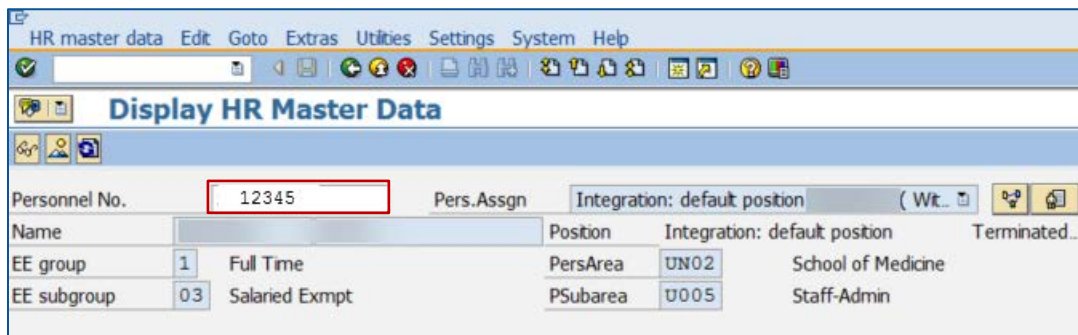 HR master data Edit Goto Extras Utilities Settings System Help
Display HR Master Data
Personnel No. 12345 Pers.Assgn Integration: default position ( Wit..
Name Position Integration: default position Terminated..
EE group 1 Full Time PersArea UN02 School of Medicine
EE subgroup 03 Salaried Exmpt PSubarea U005 Staff-Admin